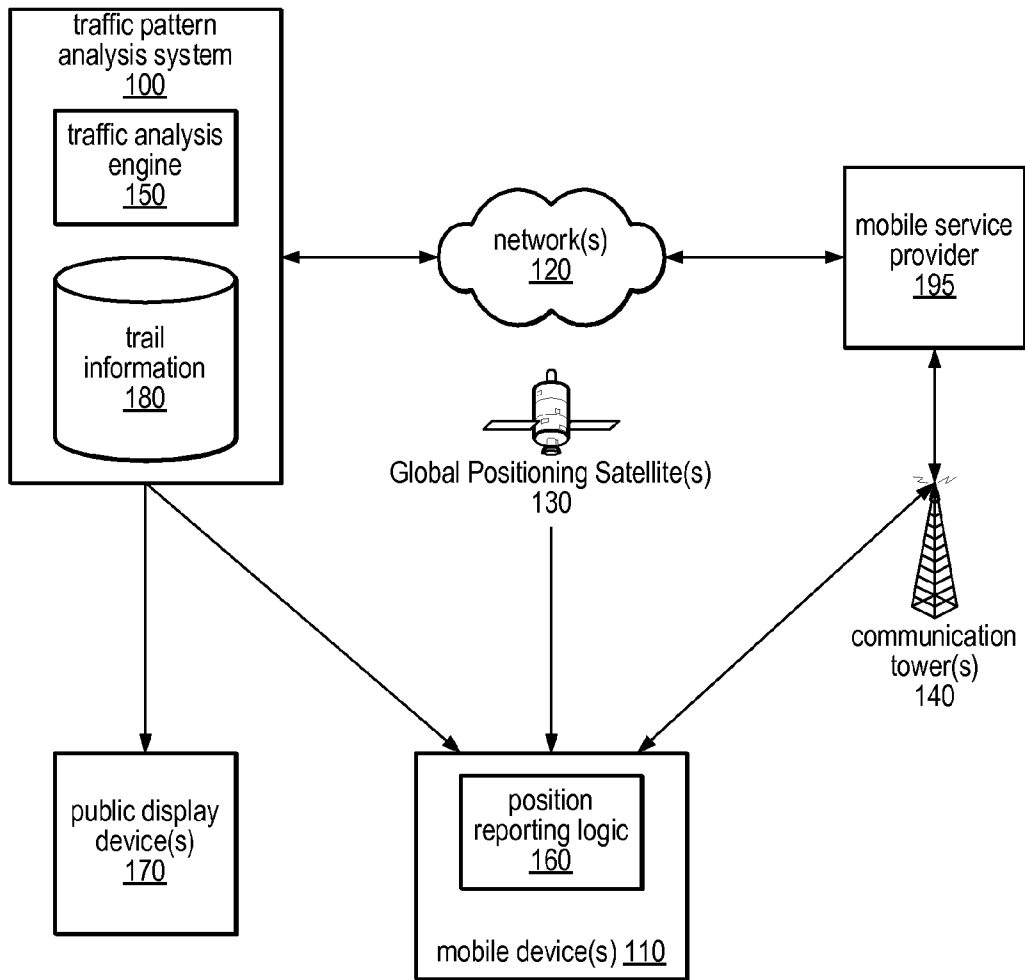 traffic pattern
analysis system
100
traffic analysis
engine
150
trail
information
180
network(s)
120
mobile service
provider
195
Global Positioning Satellite(s)
130
communication
tower(s)
140
public display
device(s)
170
position
reporting logic
160
mobile device(s) 110